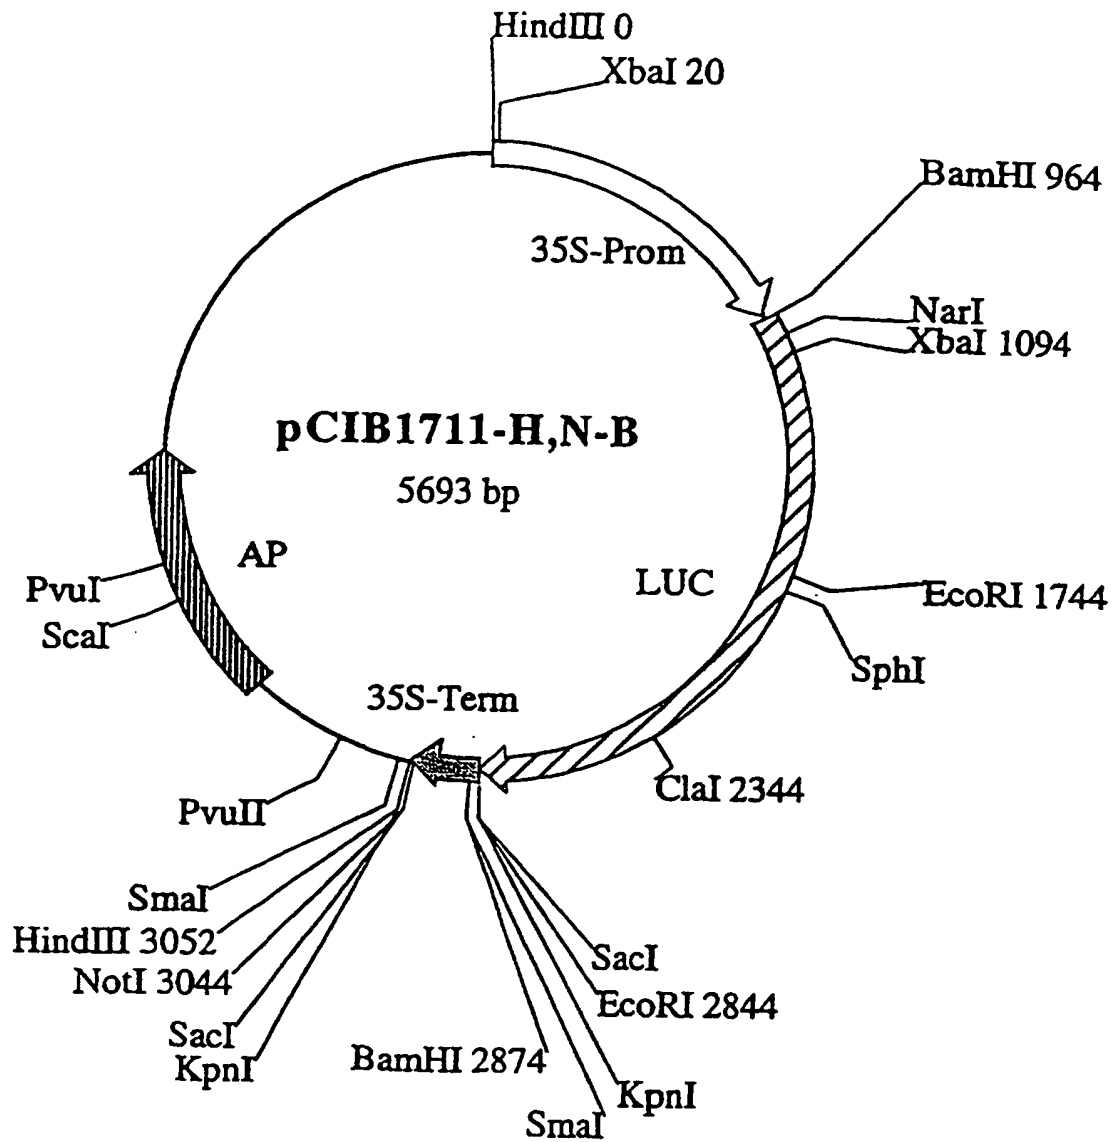 HindIII 0
XbaI 20
BamHI 964
35S-Prom
NarI
XbaI 1094
pCIB1711-H,N-B
5693 bp
AP
LUC
PvuI
ScaI
EcoRI 1744
SphI
35S-Term
ClaI 2344
PvuII
SmaI
HindIII 3052
NotI 3044
SacI
KpnI
SacI
EcoRI 2844
BamHI 2874
KpnI
SmaI